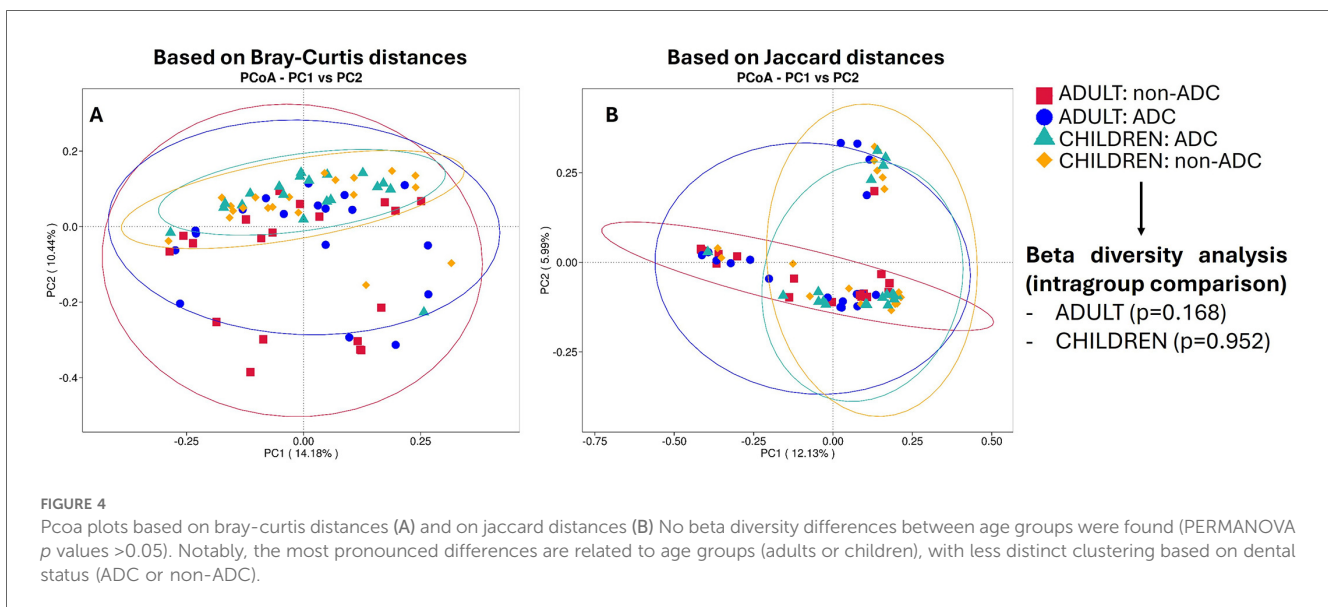 Based on Bray-Curtis distances
PCoA - PC1 vs PC2
A
0.2
0.0
-0.2
-0.4
PC2 ( 10.44%)
-0.25
0.00
0.25
PC1 ( 14.18%)
Based on Jaccard distances
PCoA - PC1 vs PC2
B
0.25
0.00
-0.25
PC2 ( 5.99%)
-0.75
-0.50
-0.25
0.00
0.25
0.50
PC1 ( 12.13%)
ADULT: non-ADC
ADULT: ADC
CHILDREN: ADC
CHILDREN: non-ADC
Beta diversity analysis
(intragroup comparison)
- ADULT (p=0.168)
- CHILDREN (p=0.952)
FIGURE 4
Pcoa plots based on bray-curtis distances (A) and on jaccard distances (B) No beta diversity differences between age groups were found (PERMANOVA
p values >0.05). Notably, the most pronounced differences are related to age groups (adults or children), with less distinct clustering based on dental
status (ADC or non-ADC).